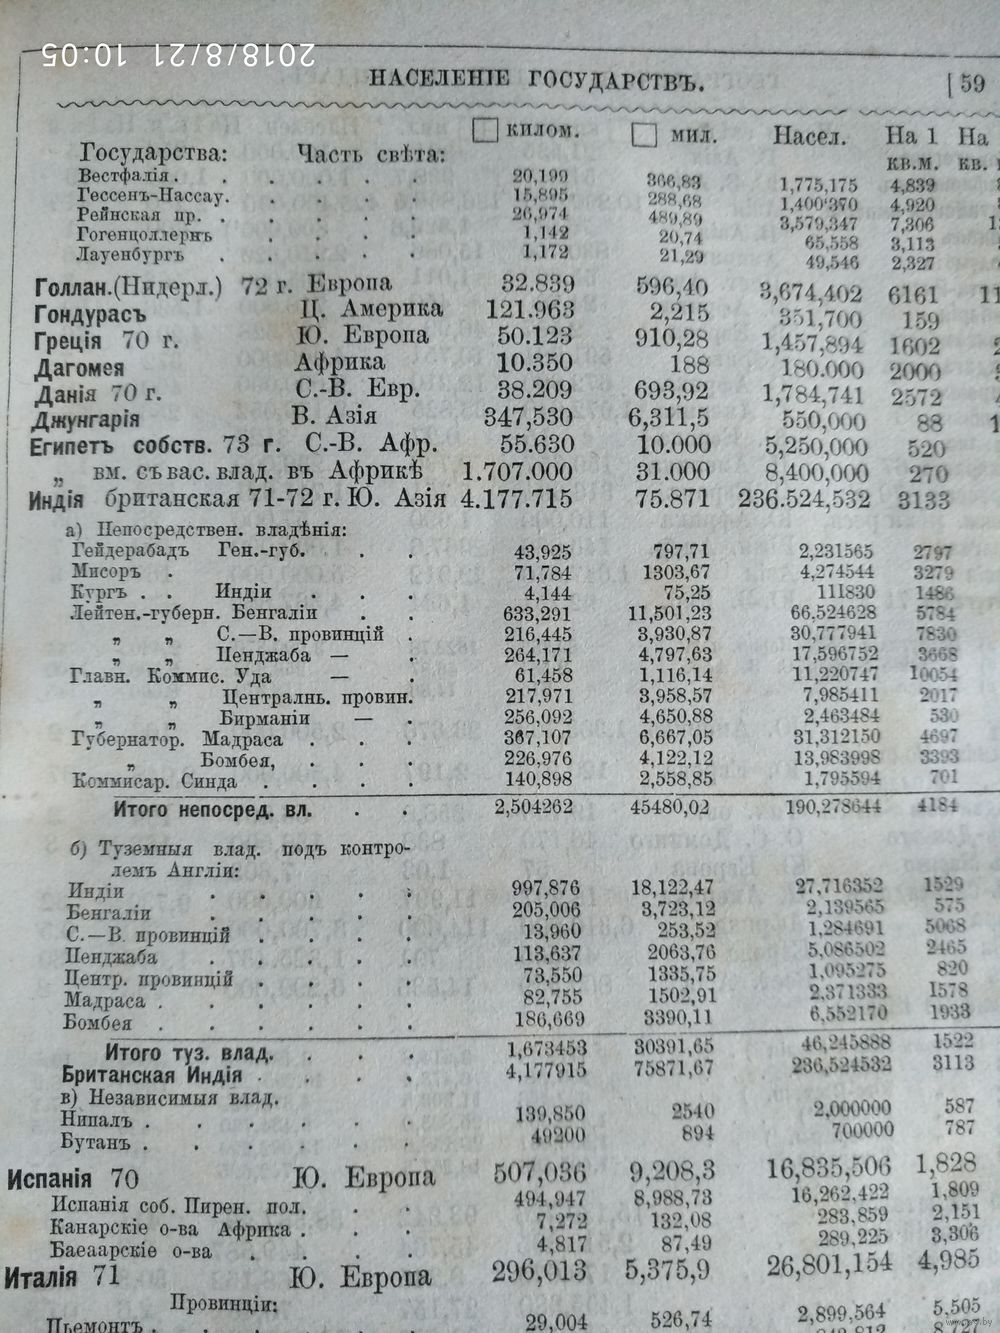 2018/8/21 10:05
НАСЕЛЕНІЕ ГОСУДАРСТВЪ. [59
Государства: Часть свѣта: □ килом. □ мил. Насел. На 1 кв.м. На кв.
Вестфалія . . . . . . 20,199 366,83 1,775,175 4,839
Гессенъ-Нассау. . . . . 15,895 288,68 1,400'370 4,920
Рейнская пр. . . . . . 26,974 489,89 3,579,347 7,306
Гогенцоллернъ . . . . 1,142 20,74 65,558 3,113
Лауенбургъ . . . . . 1,172 21,29 49,546 2,327
Голлан.(Нидерл.) 72 г. Европа 32.839 596,40 3,674,402 6161 11
Гондурасъ Ц. Америка 121.963 2,215 351,700 159
Греція 70 г. Ю. Европа 50.123 910,28 1,457,894 1602
Дагомея Африка 10.350 188 180.000 2000
Данія 70 г. С.-В. Евр. 38.209 693,92 1,784,741 2572
Джунгарія В. Азія 347,530 6,311,5 550,000 88 1
Египетъ собств. 73 г. С.-В. Афр. 55.630 10.000 5,250,000 520
„ вм. съ вас. влад. въ Африкѣ 1.707.000 31.000 8,400,000 270
Индія британская 71-72 г. Ю. Азія 4.177.715 75.871 236.524,532 3133
а) Непосредствен. владѣнія:
Гейдерабадъ Ген.-губ. . . 43,925 797,71 2,231565 2797
Мисоръ . 71,784 1303,67 4,274544 3279
Кургъ . . Индіи . . . 4,144 75,25 111830 1486
Лейтен.-губерн. Бенгаліи . . 633,291 11,501,23 66,524628 5784
„ „ С.—В. провинцій . 216,445 3,930,87 30,777941 7830
„ „ Пенджаба — . 264,171 4,797,63 17,596752 3668
Главн. Коммис. Уда — . 61,458 1,116,14 11,220747 10054
„ „ Централнь. провин. 217,971 3,958,57 7,985411 2017
„ „ Бирманіи — . 256,092 4,650,88 2,463484 530
Губернатор. Мадраса . . . 367,107 6,667,05 31,312150 4697
„ Бомбея, . . . 226,976 4,122,12 13,983998 3393
Коммисар. Синда . . . . 140,898 2,558,85 1,795594 701
Итого непосред. вл. . . 2,504262 45480,02 190,278644 4184
б) Туземныя влад. подъ контро-
лемъ Англіи:
Индіи . . . . . 997,876 18,122,47 27,716352 1529
Бенгаліи . . . . . 205,006 3,723,12 2,139565 575
С.—В. провинцій . . . . 13,960 253,52 1,284691 5068
Пенджаба . . . . . 113,637 2063,76 5,086502 2465
Центр. провинцій . . . . 73,550 1335,75 1,095275 820
Мадраса . . . . . . 82,755 1502,91 2,371333 1578
Бомбея . . . . . . 186,669 3390,11 6,552170 1933
Итого туз. влад. . . . 1,673453 30391,65 46,245888 1522
Британская Индія . . . . 4,177915 75871,67 236,524532 3113
в) Независимыя влад.
Нипалъ . . . . . . 139,850 2540 2,000000 587
Бутанъ . . . . . . 49200 894 700000 787
Испанія 70 Ю. Европа 507,036 9,208,3 16,835,506 1,828
Испанія соб. Пирен. пол. . . 494,947 8,988,73 16,262,422 1,809
Канарскіе о-ва Африка . . . 7,272 132,08 283,859 2,151
Баеаарскіе о-ва . . . . 4,817 87,49 289,225 3,306
Италія 71 Ю. Европа 296,013 5,375,9 26,801,154 4,985
Провинціи:
Пьемонтъ . . . . . 29,004 526,74 2,899,564 5,505